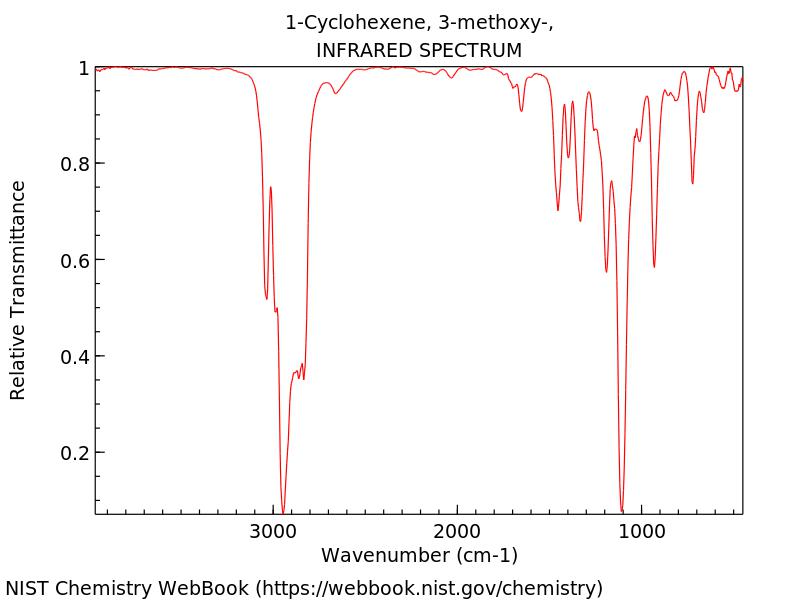 1-Cyclohexene, 3-methoxy-,
INFRARED SPECTRUM
Relative Transmittance
1
0.8
0.6
0.4
0.2
3000 2000 1000
Wavenumber (cm-1)
NIST Chemistry WebBook (https://webbook.nist.gov/chemistry)